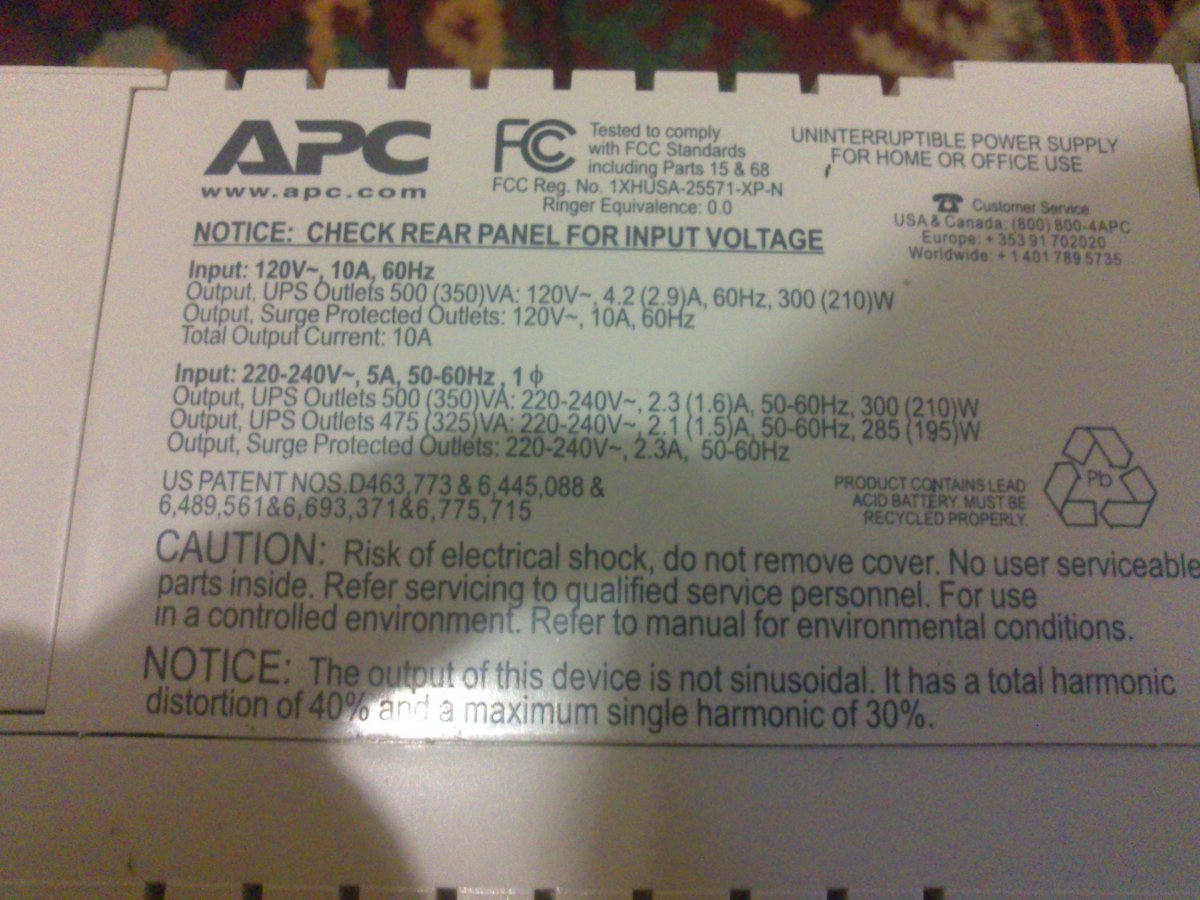 APC
www.apc.com
FCC
Tested to comply
with FCC Standards
including Parts 15 & 68
FCC Reg. No. 1XHUSA-25571-XP-N
Ringer Equivalence: 0.0
UNINTERRUPTIBLE POWER SUPPLY
FOR HOME OR OFFICE USE
Customer Service
USA & Canada: (800) 800-4APC
Europe: + 353 91 702020
Worldwide: + 1 401 789 5735
NOTICE: CHECK REAR PANEL FOR INPUT VOLTAGE
Input: 120V~, 10A, 60Hz
Output, UPS Outlets 500 (350)VA: 120V~, 4.2 (2.9)A, 60Hz, 300 (210)W
Output, Surge Protected Outlets: 120V~, 10A, 60Hz
Total Output Current: 10A
Input: 220-240V~, 5A, 50-60Hz , 1 ϕ
Output, UPS Outlets 500 (350)VA: 220-240V~, 2.3 (1.6)A, 50-60Hz, 300 (210)W
Output, UPS Outlets 475 (325)VA: 220-240V~, 2.1 (1.5)A, 50-60Hz, 285 (195)W
Output, Surge Protected Outlets: 220-240V~, 2.3A, 50-60Hz
US PATENT NOS.D463,773 & 6,445,088 &
6,489,561&6,693,371&6,775,715
PRODUCT CONTAINS LEAD
ACID BATTERY. MUST BE
RECYCLED PROPERLY.
Pb
CAUTION: Risk of electrical shock, do not remove cover. No user serviceable
parts inside. Refer servicing to qualified service personnel. For use
in a controlled environment. Refer to manual for environmental conditions.
NOTICE: The output of this device is not sinusoidal. It has a total harmonic
distortion of 40% and a maximum single harmonic of 30%.